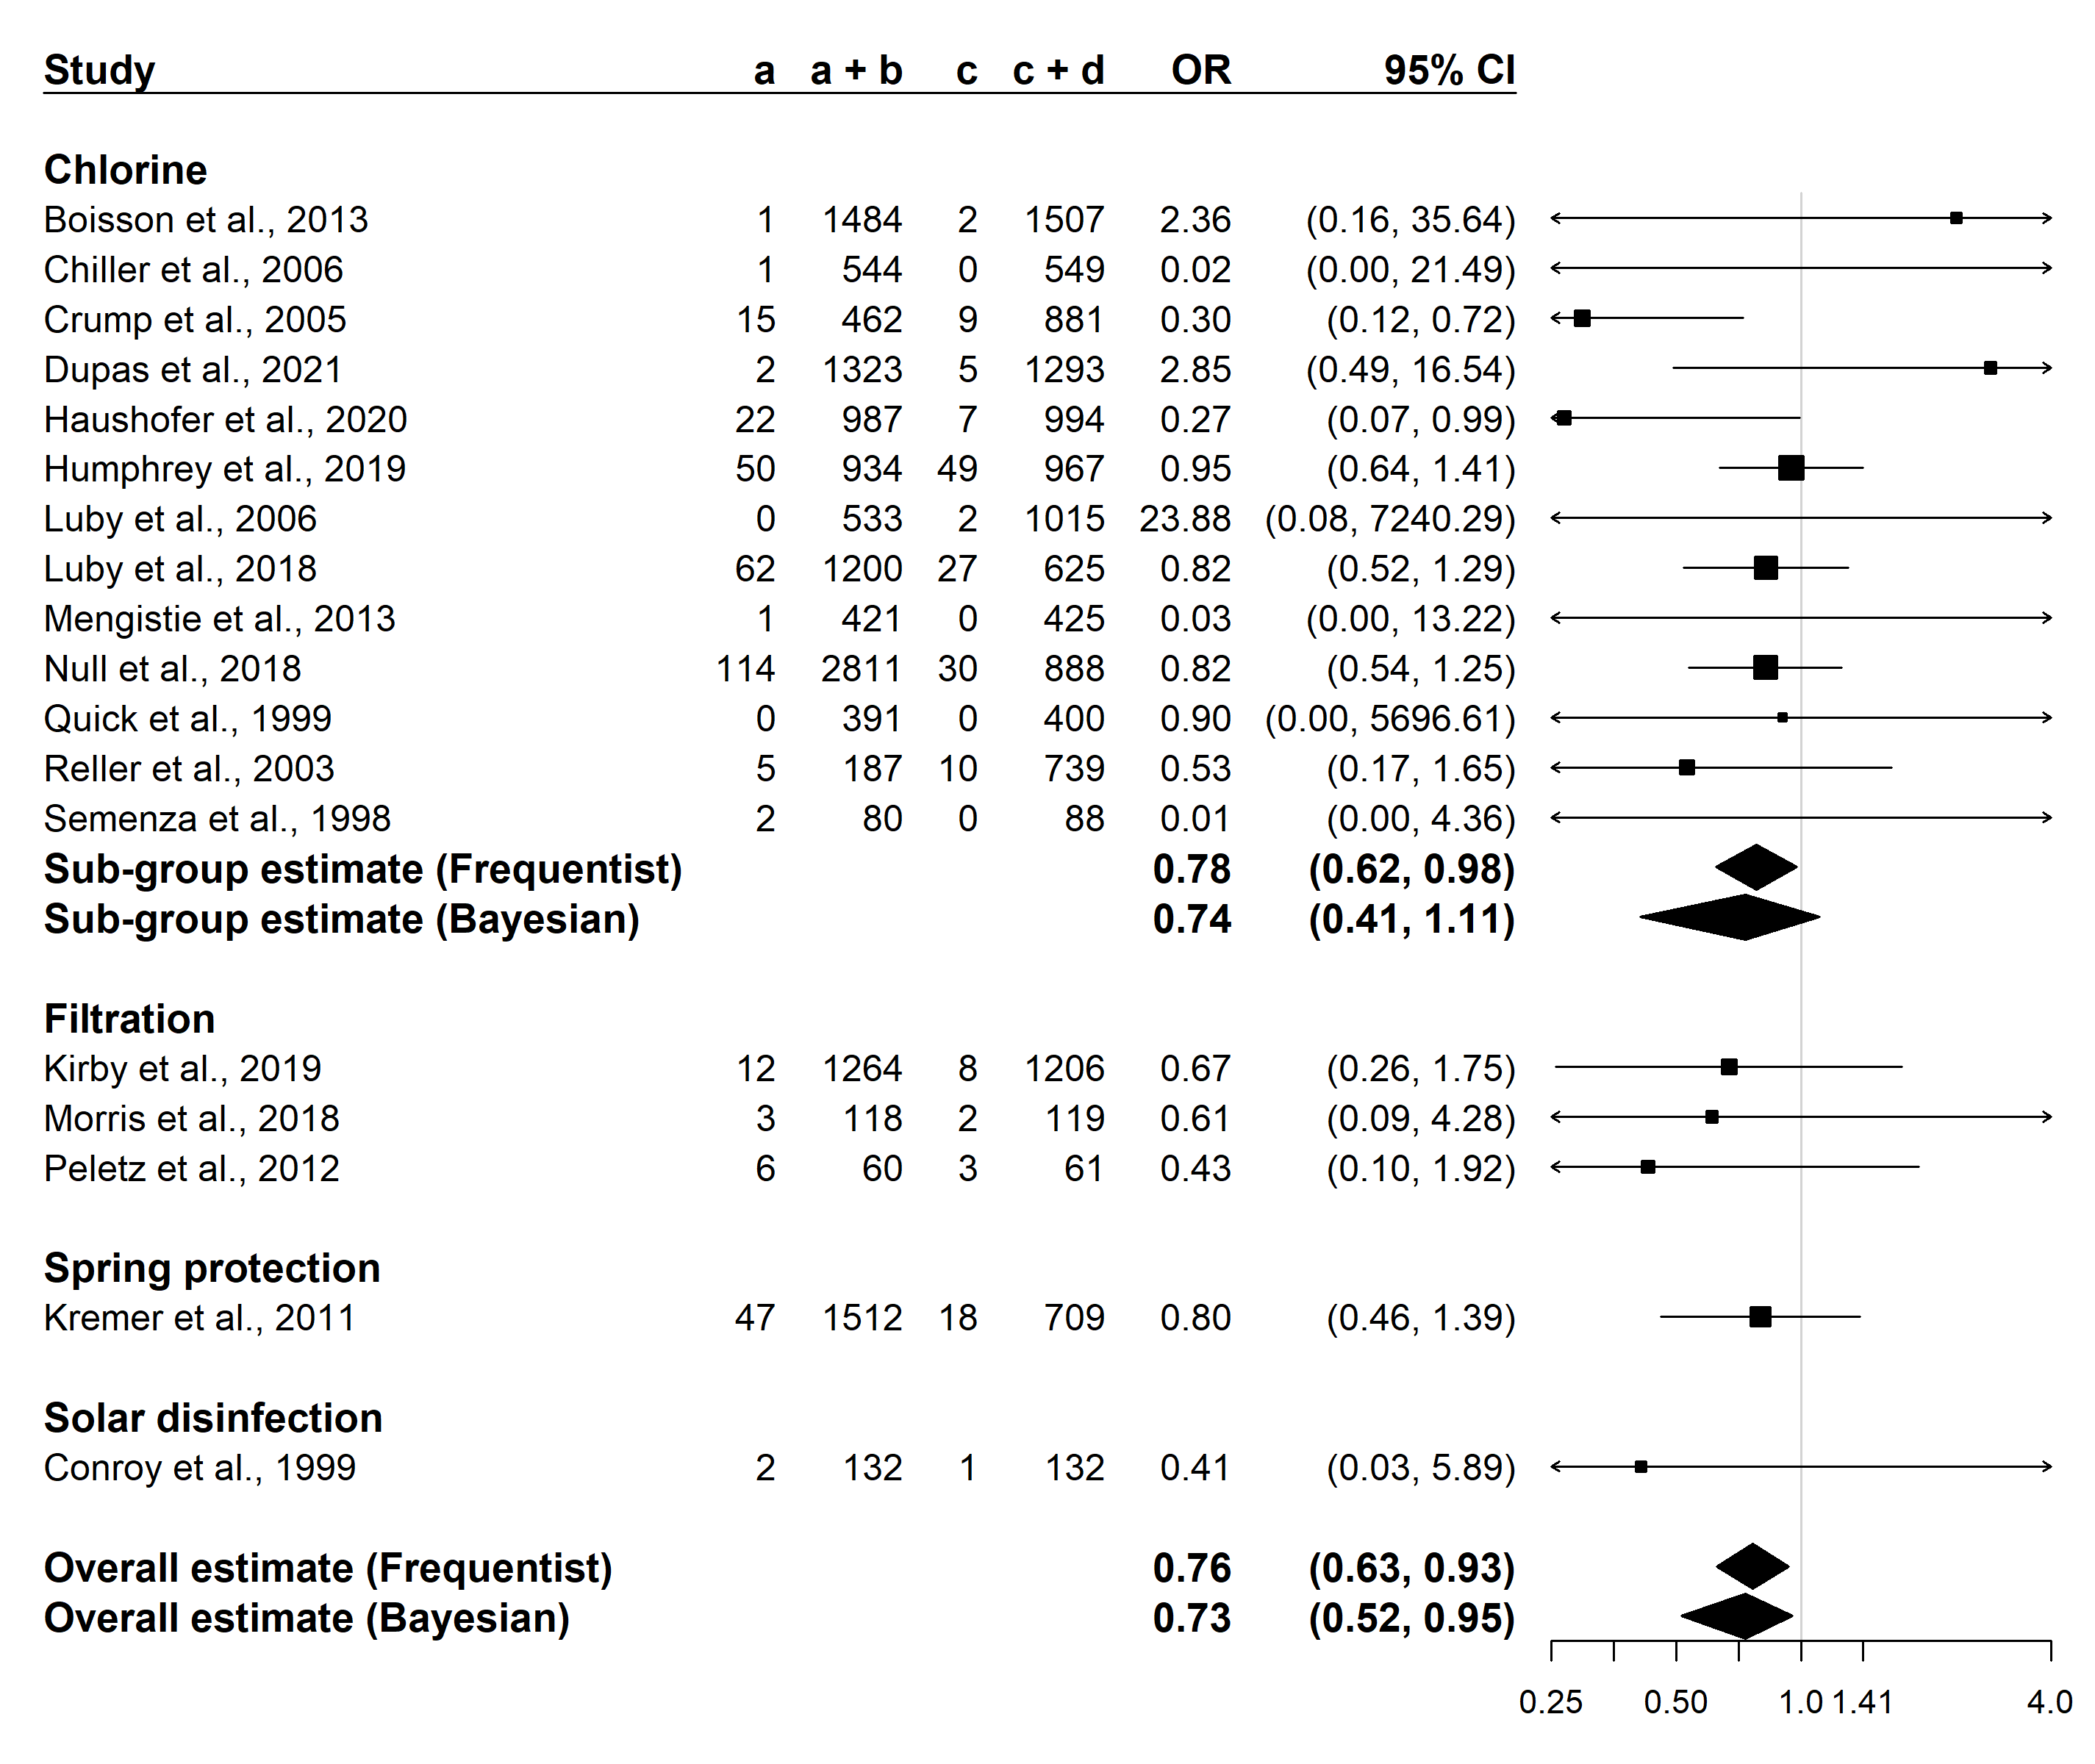 Study a a + b c c + d OR 95% CI
Chlorine
Boisson et al., 2013 1 1484 2 1507 2.36 (0.16, 35.64)
Chiller et al., 2006 1 544 0 549 0.02 (0.00, 21.49)
Crump et al., 2005 15 462 9 881 0.30 (0.12, 0.72)
Dupas et al., 2021 2 1323 5 1293 2.85 (0.49, 16.54)
Haushofer et al., 2020 22 987 7 994 0.27 (0.07, 0.99)
Humphrey et al., 2019 50 934 49 967 0.95 (0.64, 1.41)
Luby et al., 2006 0 533 2 1015 23.88 (0.08, 7240.29)
Luby et al., 2018 62 1200 27 625 0.82 (0.52, 1.29)
Mengistie et al., 2013 1 421 0 425 0.03 (0.00, 13.22)
Null et al., 2018 114 2811 30 888 0.82 (0.54, 1.25)
Quick et al., 1999 0 391 0 400 0.90 (0.00, 5696.61)
Reller et al., 2003 5 187 10 739 0.53 (0.17, 1.65)
Semenza et al., 1998 2 80 0 88 0.01 (0.00, 4.36)
Sub-group estimate (Frequentist) 0.78 (0.62, 0.98)
Sub-group estimate (Bayesian) 0.74 (0.41, 1.11)
Filtration
Kirby et al., 2019 12 1264 8 1206 0.67 (0.26, 1.75)
Morris et al., 2018 3 118 2 119 0.61 (0.09, 4.28)
Peletz et al., 2012 6 60 3 61 0.43 (0.10, 1.92)
Spring protection
Kremer et al., 2011 47 1512 18 709 0.80 (0.46, 1.39)
Solar disinfection
Conroy et al., 1999 2 132 1 132 0.41 (0.03, 5.89)
Overall estimate (Frequentist) 0.76 (0.63, 0.93)
Overall estimate (Bayesian) 0.73 (0.52, 0.95)
0.25 0.50 1.0 1.41 4.0